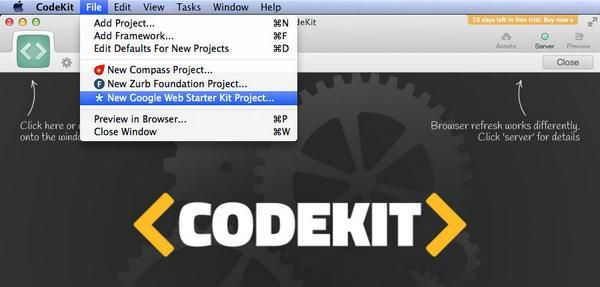 CodeKit File Edit View Tasks Window Help
deKit
10 days left in free trial. Buy now »
Add Project... ⌘N
Add Framework... ⌘F
Edit Defaults For New Projects ⌘D
New Compass Project...
New Zurb Foundation Project...
New Google Web Starter Kit Project...
Preview in Browser... ⌘P
Close Window ⌘W
Assets Server Preview
Close
Click here or
onto the windo
Browser refresh works differently.
Click 'server' for details
<CODEKIT>